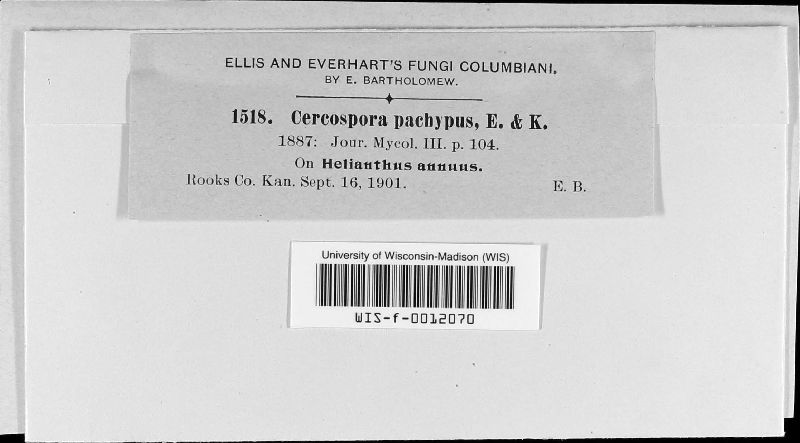 ELLIS AND EVERHART'S FUNGI COLUMBIANI.
BY E. BARTHOLOMEW.
1518. Cercospora pachypus, E. & K.
1887: Jour. Mycol. III. p. 104.
On Helianthus annuus.
Rooks Co. Kan. Sept. 16, 1901. E. B.
University of Wisconsin-Madison (WIS)
WIS-f-0012070